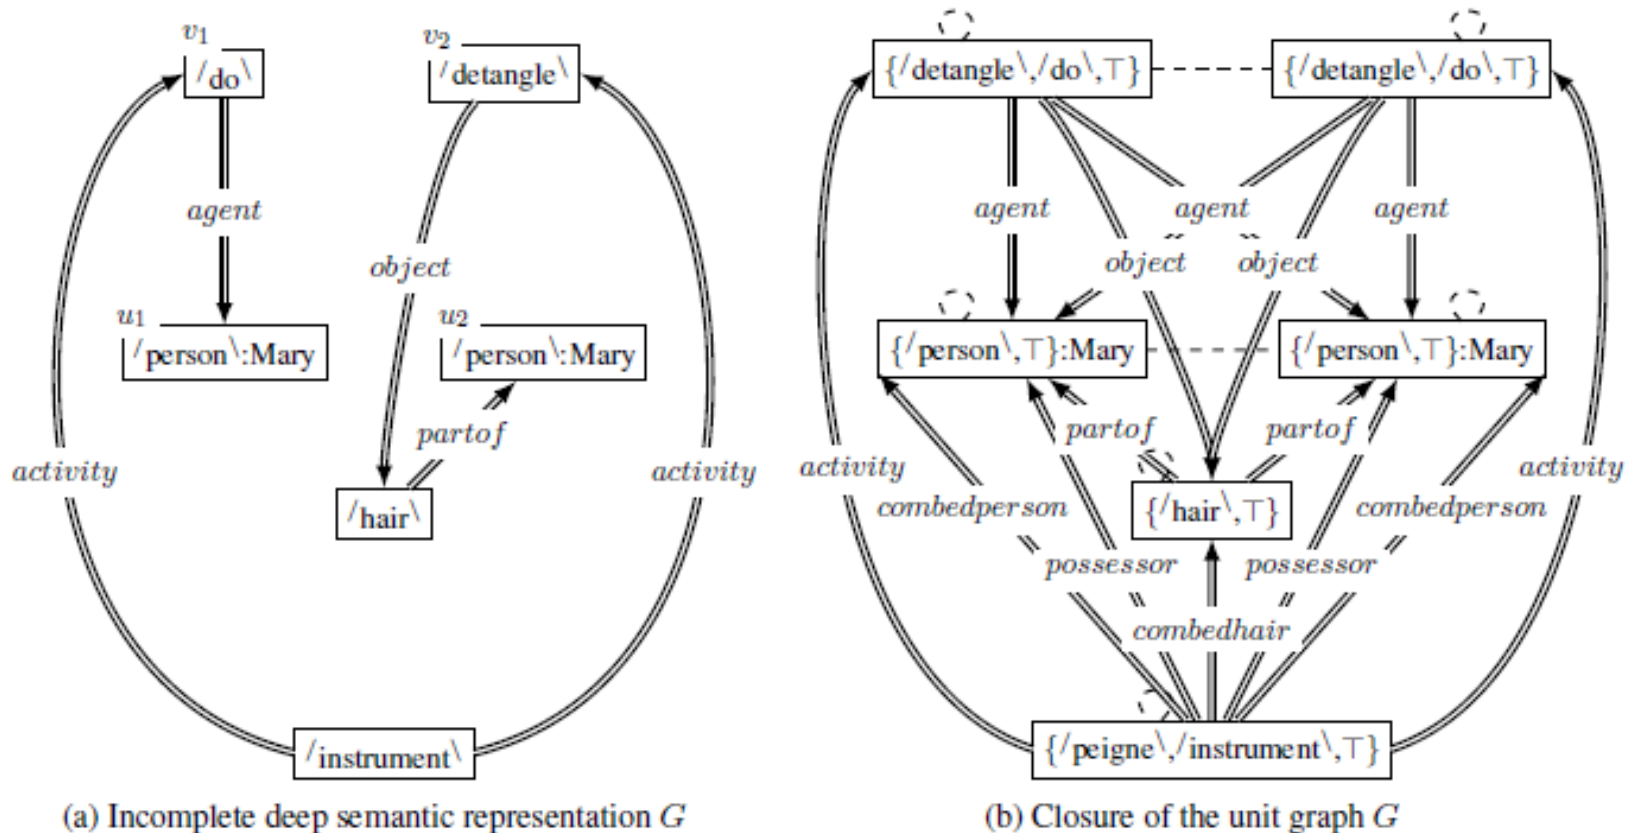 v1
/do\
v2
/detangle\
agent
object
u1
/person\:Mary
u2
/person\:Mary
partof
activity
activity
/hair\
/instrument\
(a) Incomplete deep semantic representation G
{/detangle\,/do\,⊤}
{/detangle\,/do\,⊤}
agent
agent
agent
object
object
{/person\,⊤}:Mary
{/person\,⊤}:Mary
partof
partof
activity
activity
combedperson
{/hair\,⊤}
combedperson
possessor
possessor
combedhair
{/peigne\,/instrument\,⊤}
(b) Closure of the unit graph G